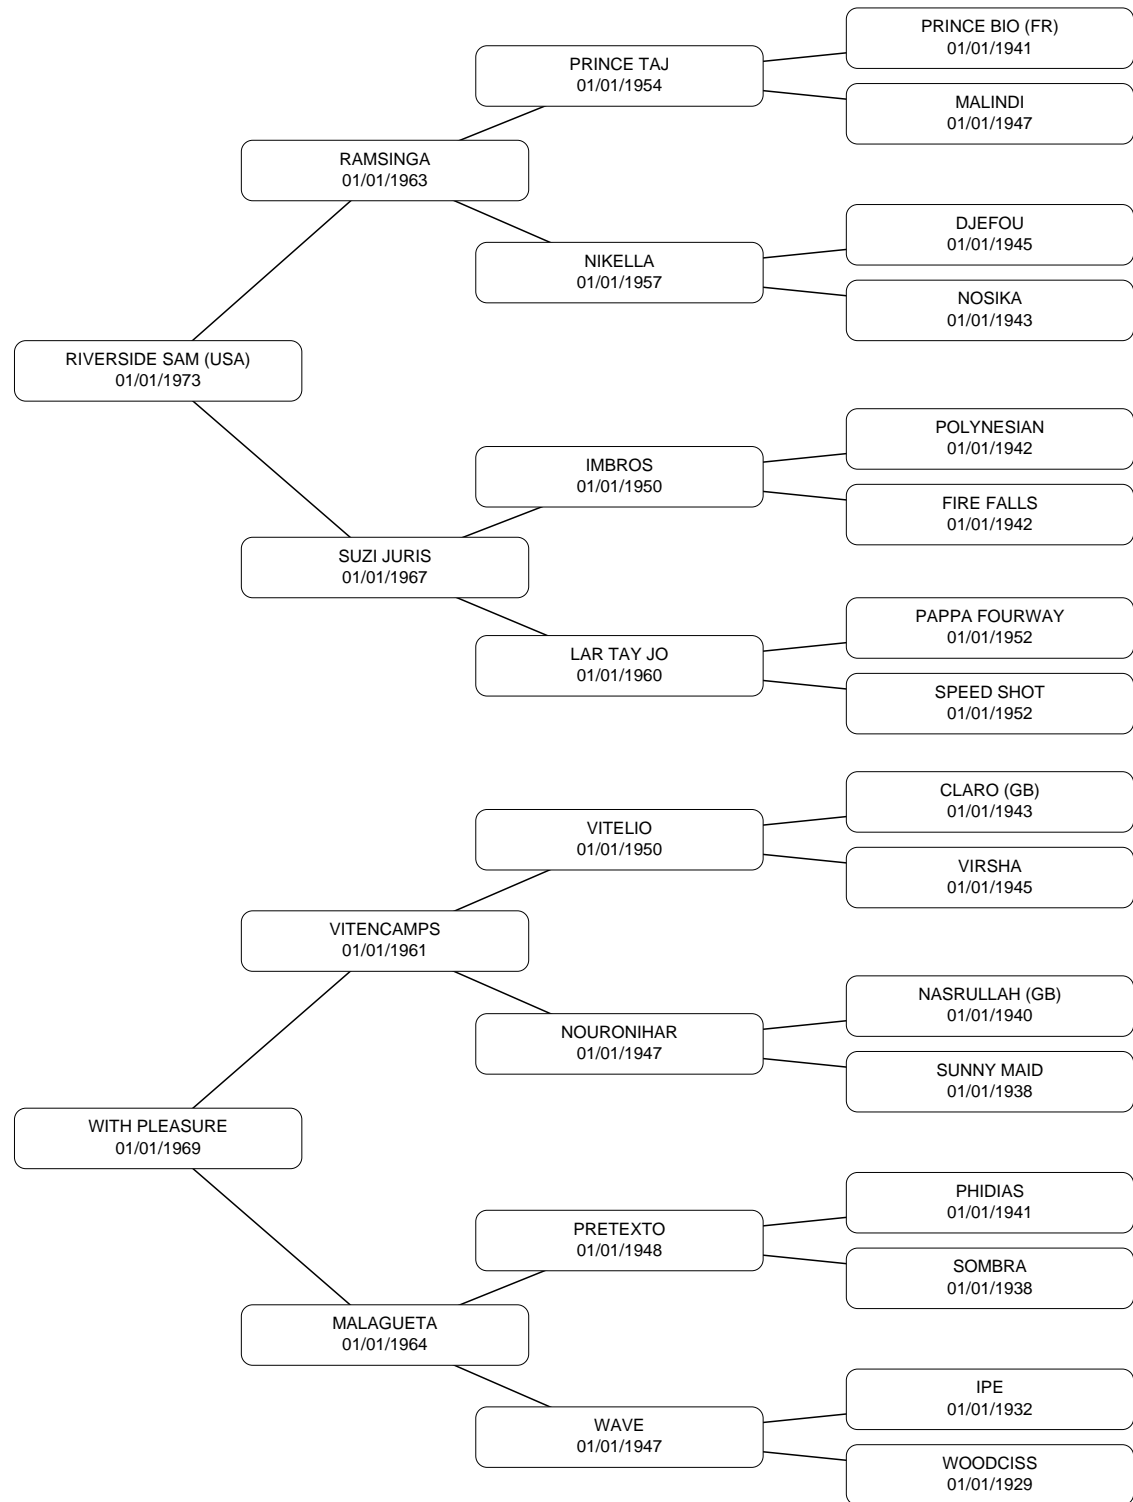 PRINCE BIO (FR)
01/01/1941
PRINCE TAJ
01/01/1954
MALINDI
01/01/1947
RAMSINGA
01/01/1963
DJEFOU
01/01/1945
NIKELLA
01/01/1957
NOSIKA
01/01/1943
RIVERSIDE SAM (USA)
01/01/1973
POLYNESIAN
01/01/1942
IMBROS
01/01/1950
FIRE FALLS
01/01/1942
SUZI JURIS
01/01/1967
PAPPA FOURWAY
01/01/1952
LAR TAY JO
01/01/1960
SPEED SHOT
01/01/1952
CLARO (GB)
01/01/1943
VITELIO
01/01/1950
VIRSHA
01/01/1945
VITENCAMPS
01/01/1961
NASRULLAH (GB)
01/01/1940
NOURONIHAR
01/01/1947
SUNNY MAID
01/01/1938
WITH PLEASURE
01/01/1969
PHIDIAS
01/01/1941
PRETEXTO
01/01/1948
SOMBRA
01/01/1938
MALAGUETA
01/01/1964
IPE
01/01/1932
WAVE
01/01/1947
WOODCISS
01/01/1929